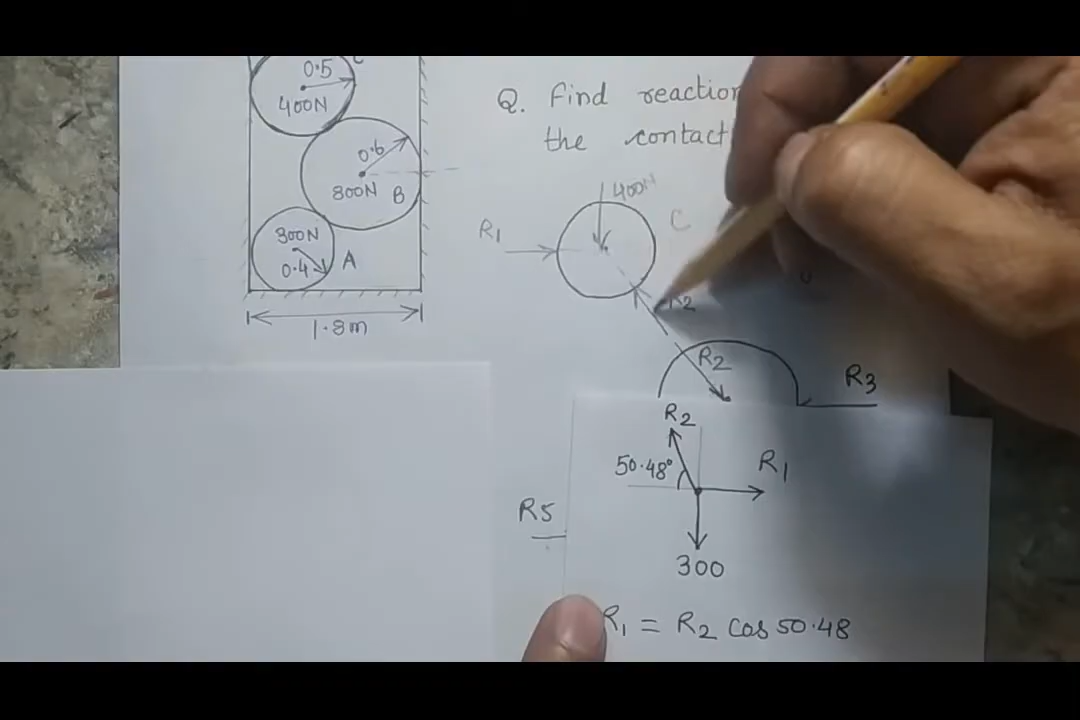 0.5
400N
0.6
800N B
300N
0.4 A
1.8m
Q. Find reaction
the contact
400N
R1
C
R2
R2
R3
R2
50.48°
R1
R5
300
R1 = R2 cos 50.48